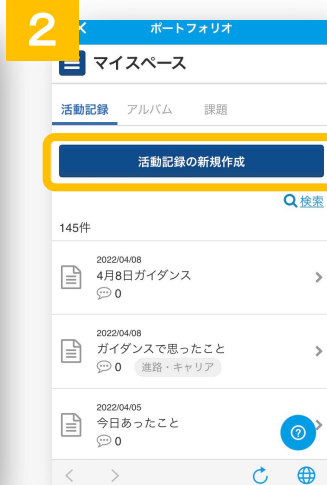 2
ポートフォリオ
マイスペース
活動記録 アルバム 課題
活動記録の新規作成
検索
145件
2022/04/08
4月8日ガイダンス
0
2022/04/08
ガイダンスで思ったこと
0 進路・キャリア
2022/04/05
今日あったこと
0
?